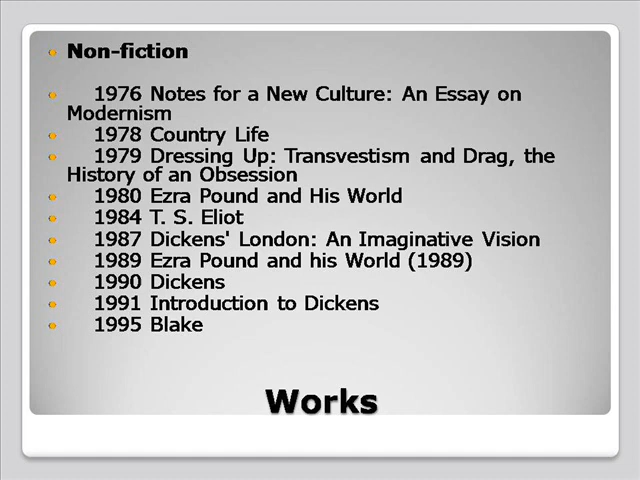 Non-fiction
1976 Notes for a New Culture: An Essay on
Modernism
1978 Country Life
1979 Dressing Up: Transvestism and Drag, the
History of an Obsession
1980 Ezra Pound and His World
1984 T. S. Eliot
1987 Dickens' London: An Imaginative Vision
1989 Ezra Pound and his World (1989)
1990 Dickens
1991 Introduction to Dickens
1995 Blake
Works